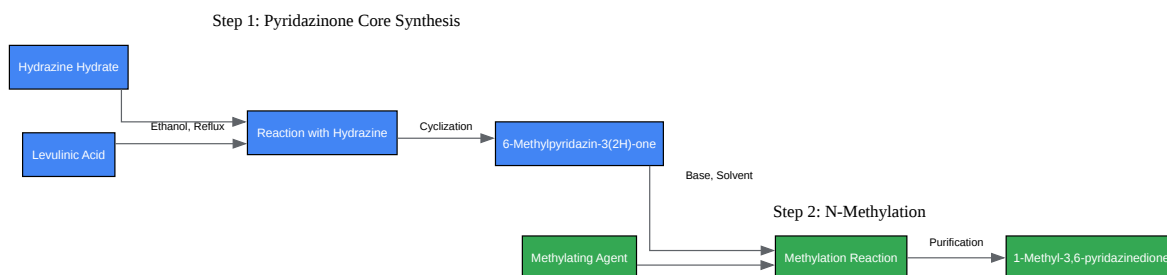 Step 1: Pyridazinone Core Synthesis
Hydrazine Hydrate
Ethanol, Reflux
Levulinic Acid
Reaction with Hydrazine
Cyclization
6-Methylpyridazin-3(2H)-one
Base, Solvent
Step 2: N-Methylation
Methylating Agent
Methylation Reaction
Purification
1-Methyl-3,6-pyridazinedione